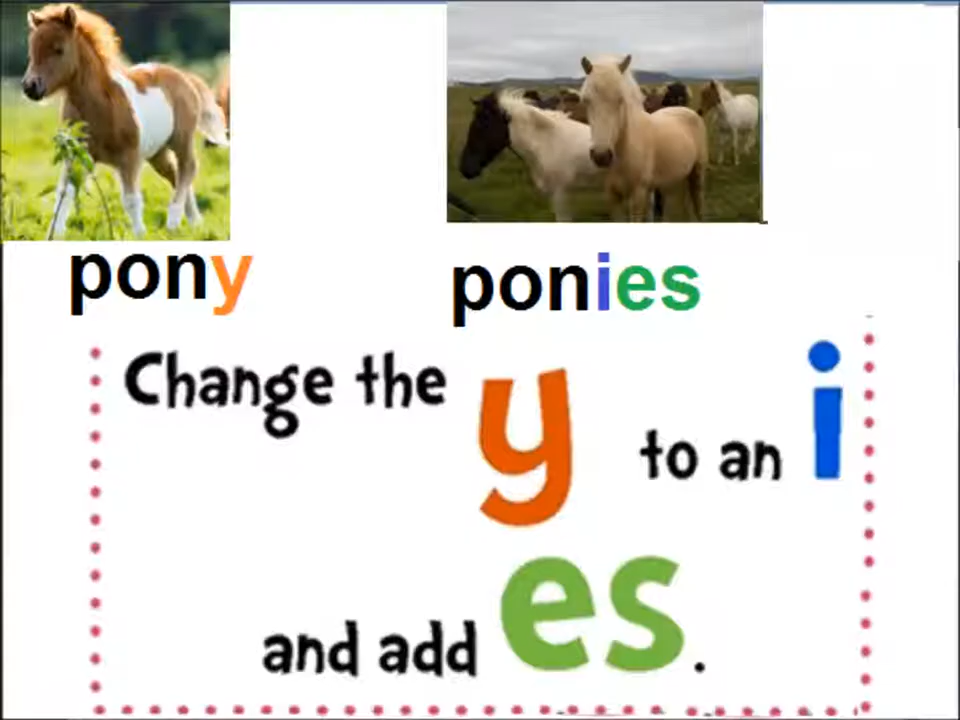 pony ponies
Change the y to an i
and add es.